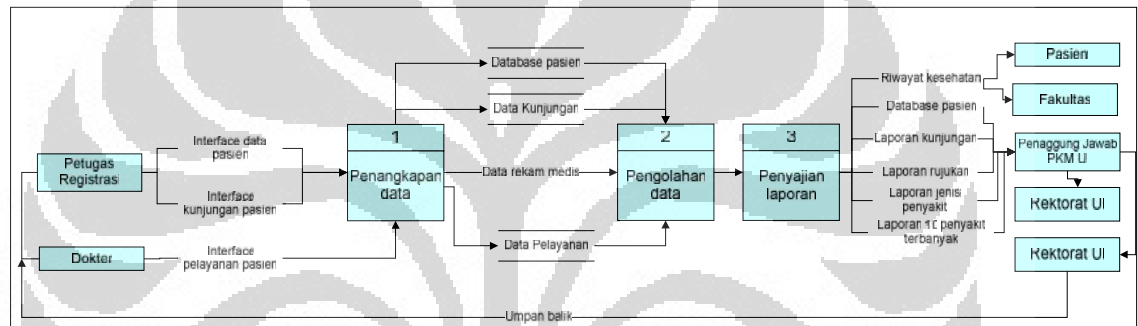 Database pasien
Data Kunjungan
1
Penangkapan
data
Petugas
Registrasi
Interface data
pasien
Interface
kunjungan pasien
Dokter
Interface
pelayanan pasien
Data rekam medis
Data Pelayanan
2
Pengolahan
data
3
Penyajian
laporan
Riwayat kesehatan
Database pasien
Laporan kunjungan
Laporan rujukan
Laporan jenis
penyakit
Laporan 10 penyakit
terbanyak
Pasien
Fakultas
Penaggung Jawab
PKM UI
Rektorat UI
Rektorat UI
Umpan balik